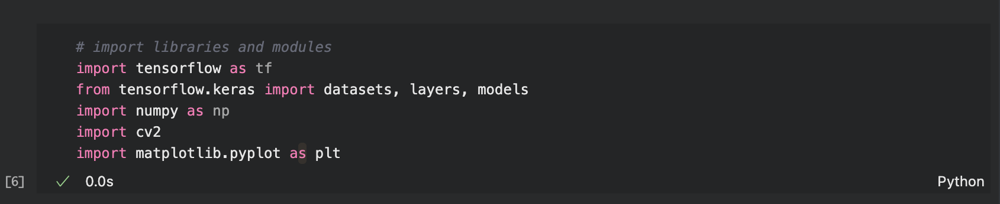 # import libraries and modules
import tensorflow as tf
from tensorflow.keras import datasets, layers, models
import numpy as np
import cv2
import matplotlib.pyplot as plt
[6] ✓ 0.0s Python